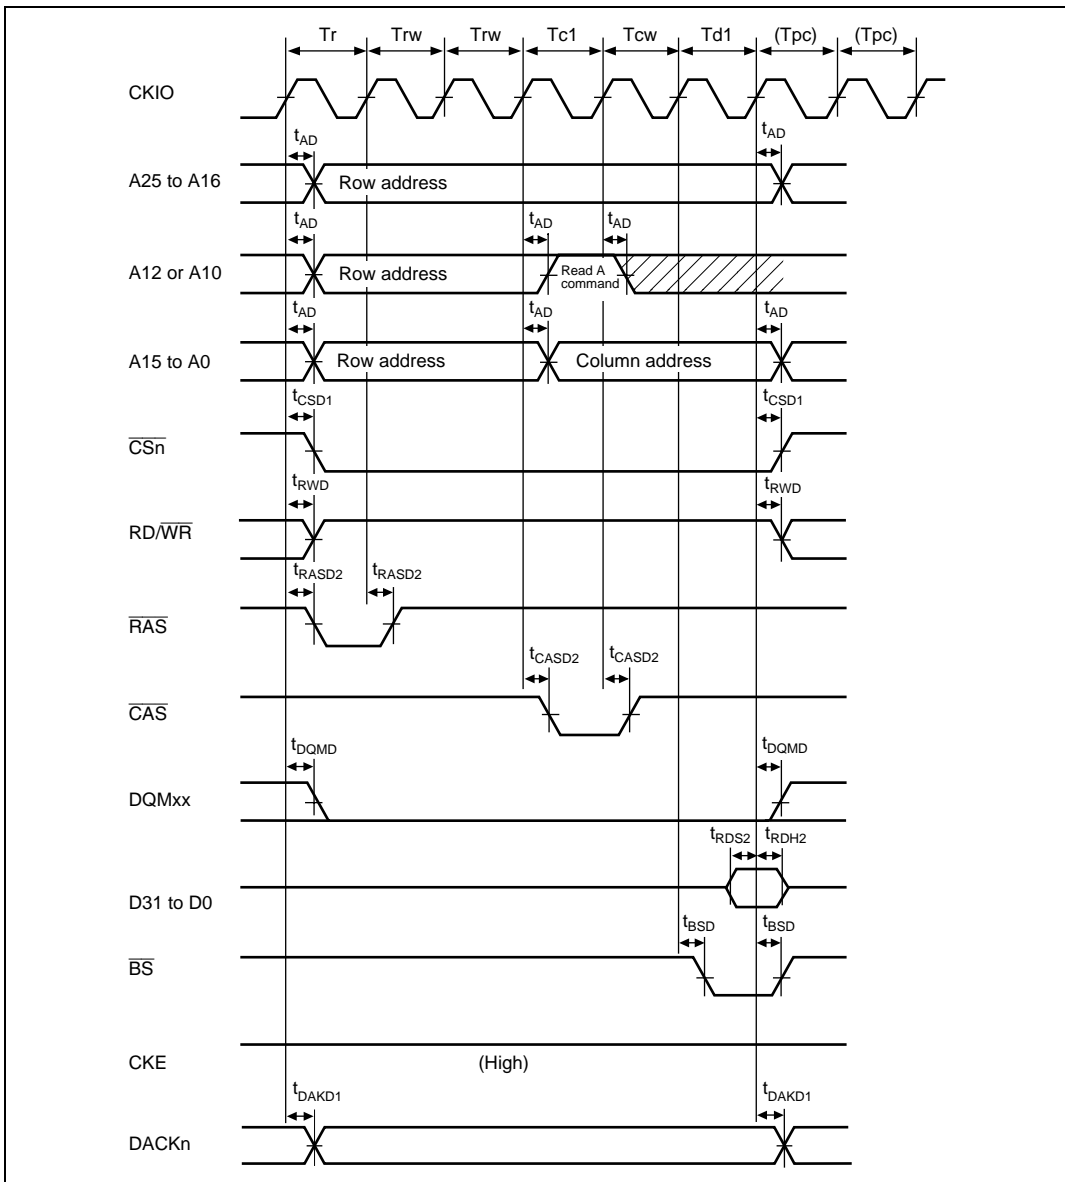 Tr Trw Trw Tc1 Tcw Td1 (Tpc) (Tpc)
CKIO
tAD tAD
A25 to A16 Row address
tAD tAD tAD
A12 or A10 Row address Read A command
tAD tAD tAD
A15 to A0 Row address Column address
tCSD1 tCSD1
CSn
tRWD tRWD
RD/WR
tRASD2 tRASD2
RAS
tCASD2 tCASD2
CAS
tDQMD tDQMD
DQMxx
tRDS2 tRDH2
D31 to D0
tBSD tBSD
BS
CKE (High)
tDAKD1 tDAKD1
DACKn